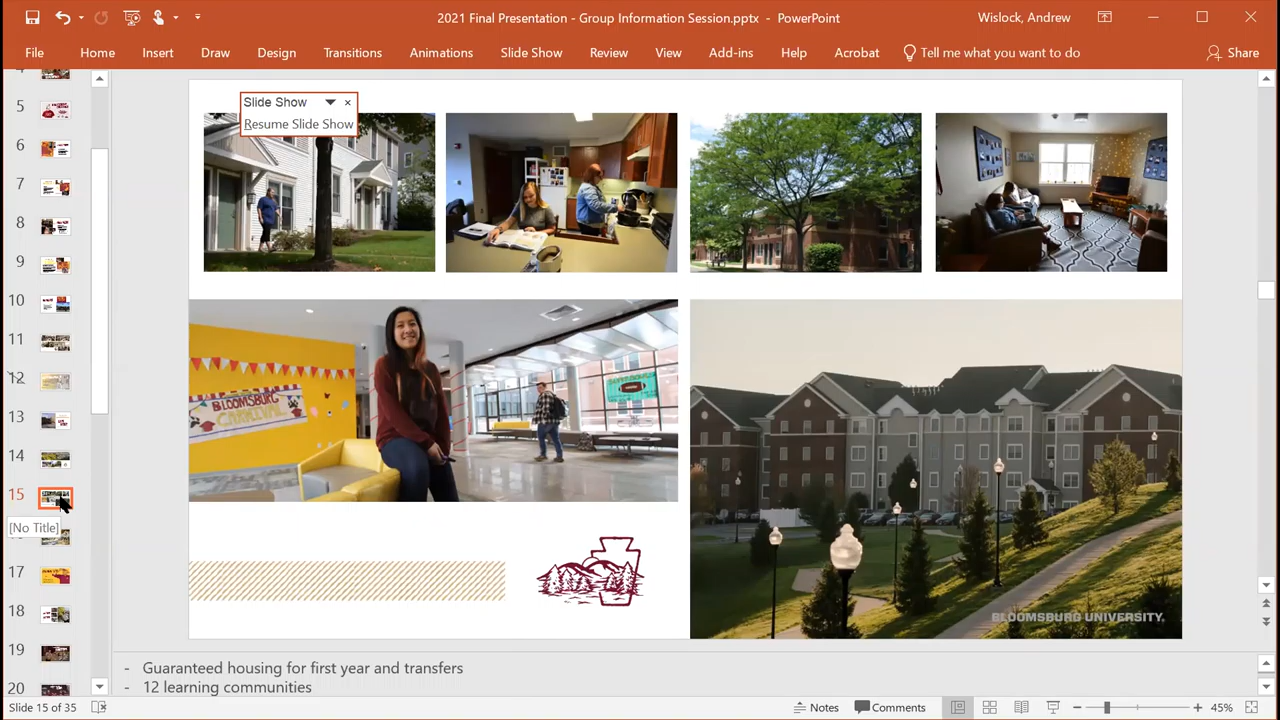 2021 Final Presentation - Group Information Session.pptx - PowerPoint
Wislock, Andrew
File Home Insert Draw Design Transitions Animations Slide Show Review View Add-ins Help Acrobat Tell me what you want to do Share
Slide Show
Resume Slide Show
5
6
7
8
9
10
11
12
13
14
15
[No Title]
17
18
19
20
BLOOMSBURG
BLOOMSBURG UNIVERSITY.
- Guaranteed housing for first year and transfers
- 12 learning communities
Slide 15 of 35
Notes Comments 45%